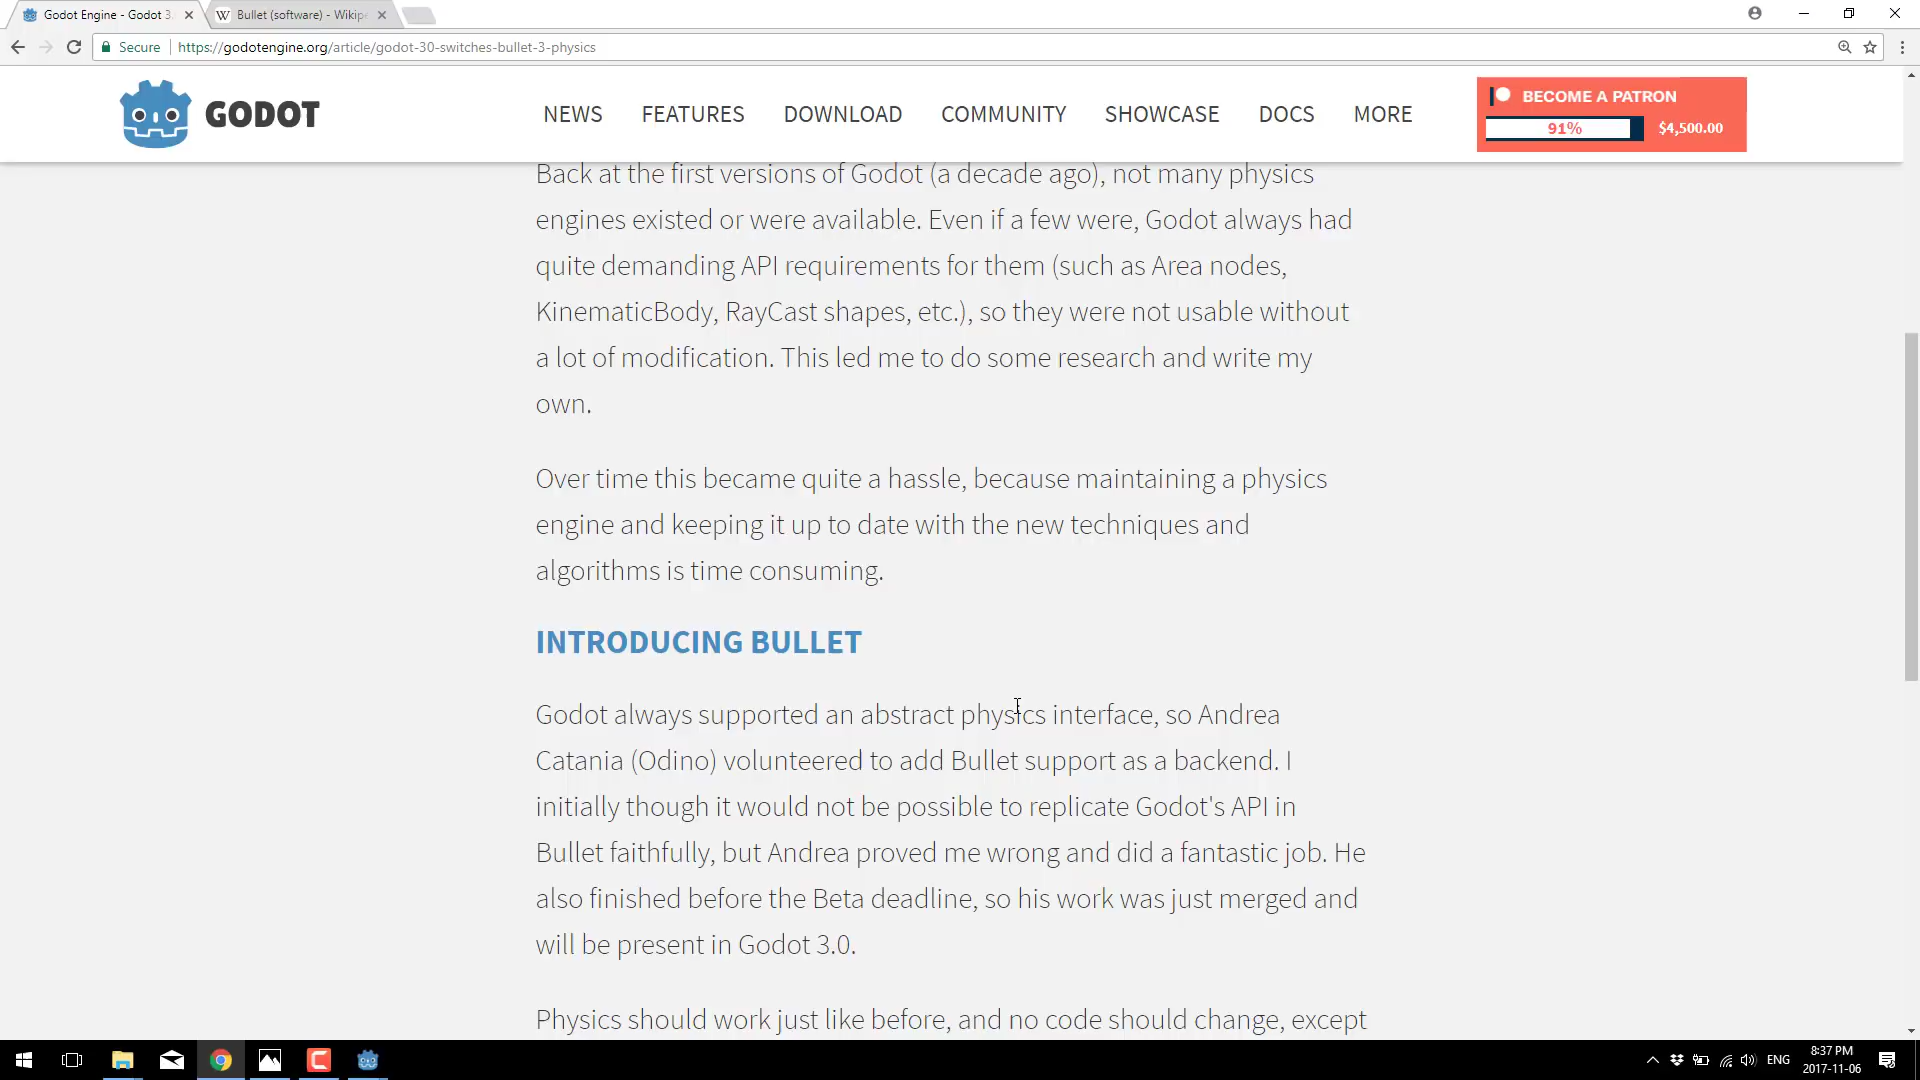 Godot Engine - Godot 3
Bullet (software) - Wikipe
Secure
https://godotengine.org/article/godot-30-switches-bullet-3-physics
GODOT
NEWS
FEATURES
DOWNLOAD
COMMUNITY
SHOWCASE
DOCS
MORE
BECOME A PATRON
91%
$4,500.00
Back at the first versions of Godot (a decade ago), not many physics
engines existed or were available. Even if a few were, Godot always had
quite demanding API requirements for them (such as Area nodes,
KinematicBody, RayCast shapes, etc.), so they were not usable without
a lot of modification. This led me to do some research and write my
own.
Over time this became quite a hassle, because maintaining a physics
engine and keeping it up to date with the new techniques and
algorithms is time consuming.
INTRODUCING BULLET
Godot always supported an abstract physics interface, so Andrea
Catania (Odino) volunteered to add Bullet support as a backend. I
initially though it would not be possible to replicate Godot's API in
Bullet faithfully, but Andrea proved me wrong and did a fantastic job. He
also finished before the Beta deadline, so his work was just merged and
will be present in Godot 3.0.
Physics should work just like before, and no code should change, except
ENG
8:37 PM
2017-11-06